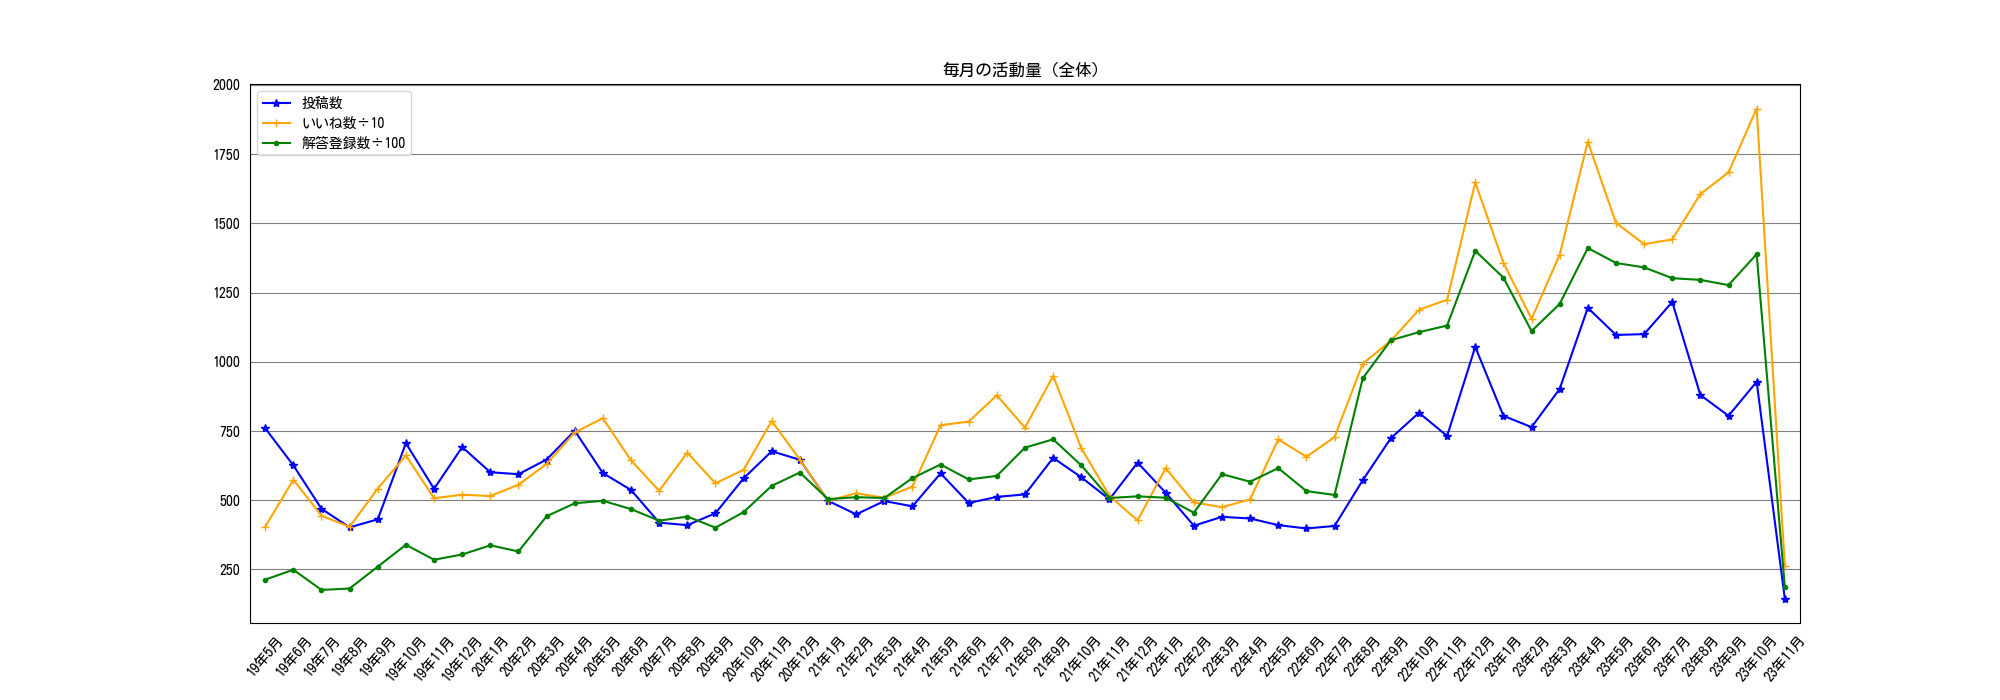 毎月の活動量（全体）
2000
1750
1500
1250
1000
750
500
250
投稿数
いいね数÷10
解答登録数÷100
19年5月
19年6月
19年7月
19年8月
19年9月
19年10月
19年11月
19年12月
20年1月
20年2月
20年3月
20年4月
20年5月
20年6月
20年7月
20年8月
20年9月
20年10月
20年11月
20年12月
21年1月
21年2月
21年3月
21年4月
21年5月
21年6月
21年7月
21年8月
21年9月
21年10月
21年11月
21年12月
22年1月
22年2月
22年3月
22年4月
22年5月
22年6月
22年7月
22年8月
22年9月
22年10月
22年11月
22年12月
23年1月
23年2月
23年3月
23年4月
23年5月
23年6月
23年7月
23年8月
23年9月
23年10月
23年11月